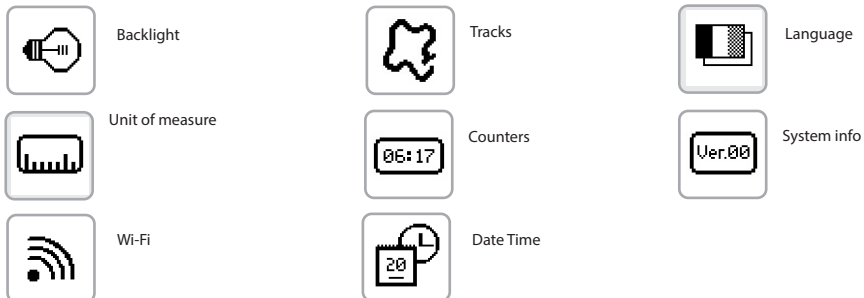 Backlight
Tracks
Language
Unit of measure
06:17
Counters
Ver.00
System info
Wi-Fi
20
Date Time